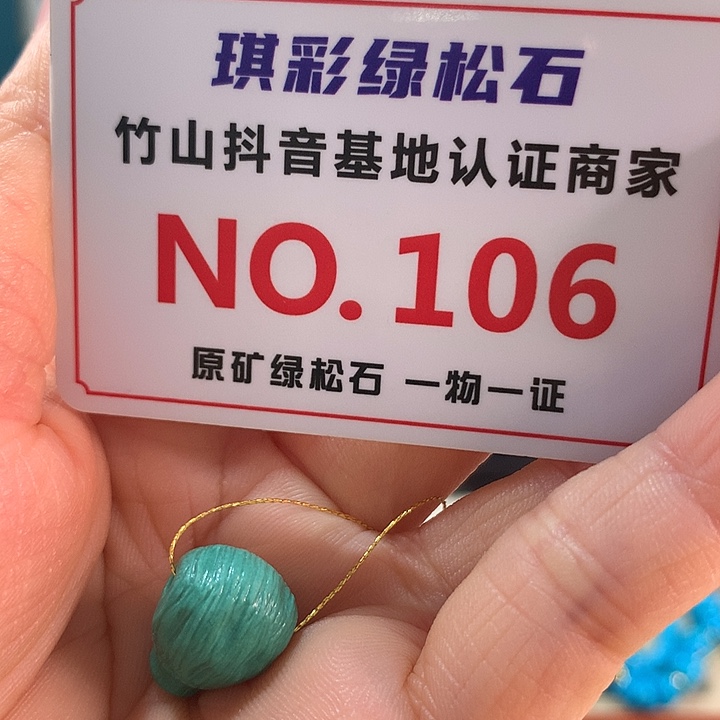 琪彩绿松石
竹山抖音基地认证商家
NO.106
原矿绿松石 一物一证